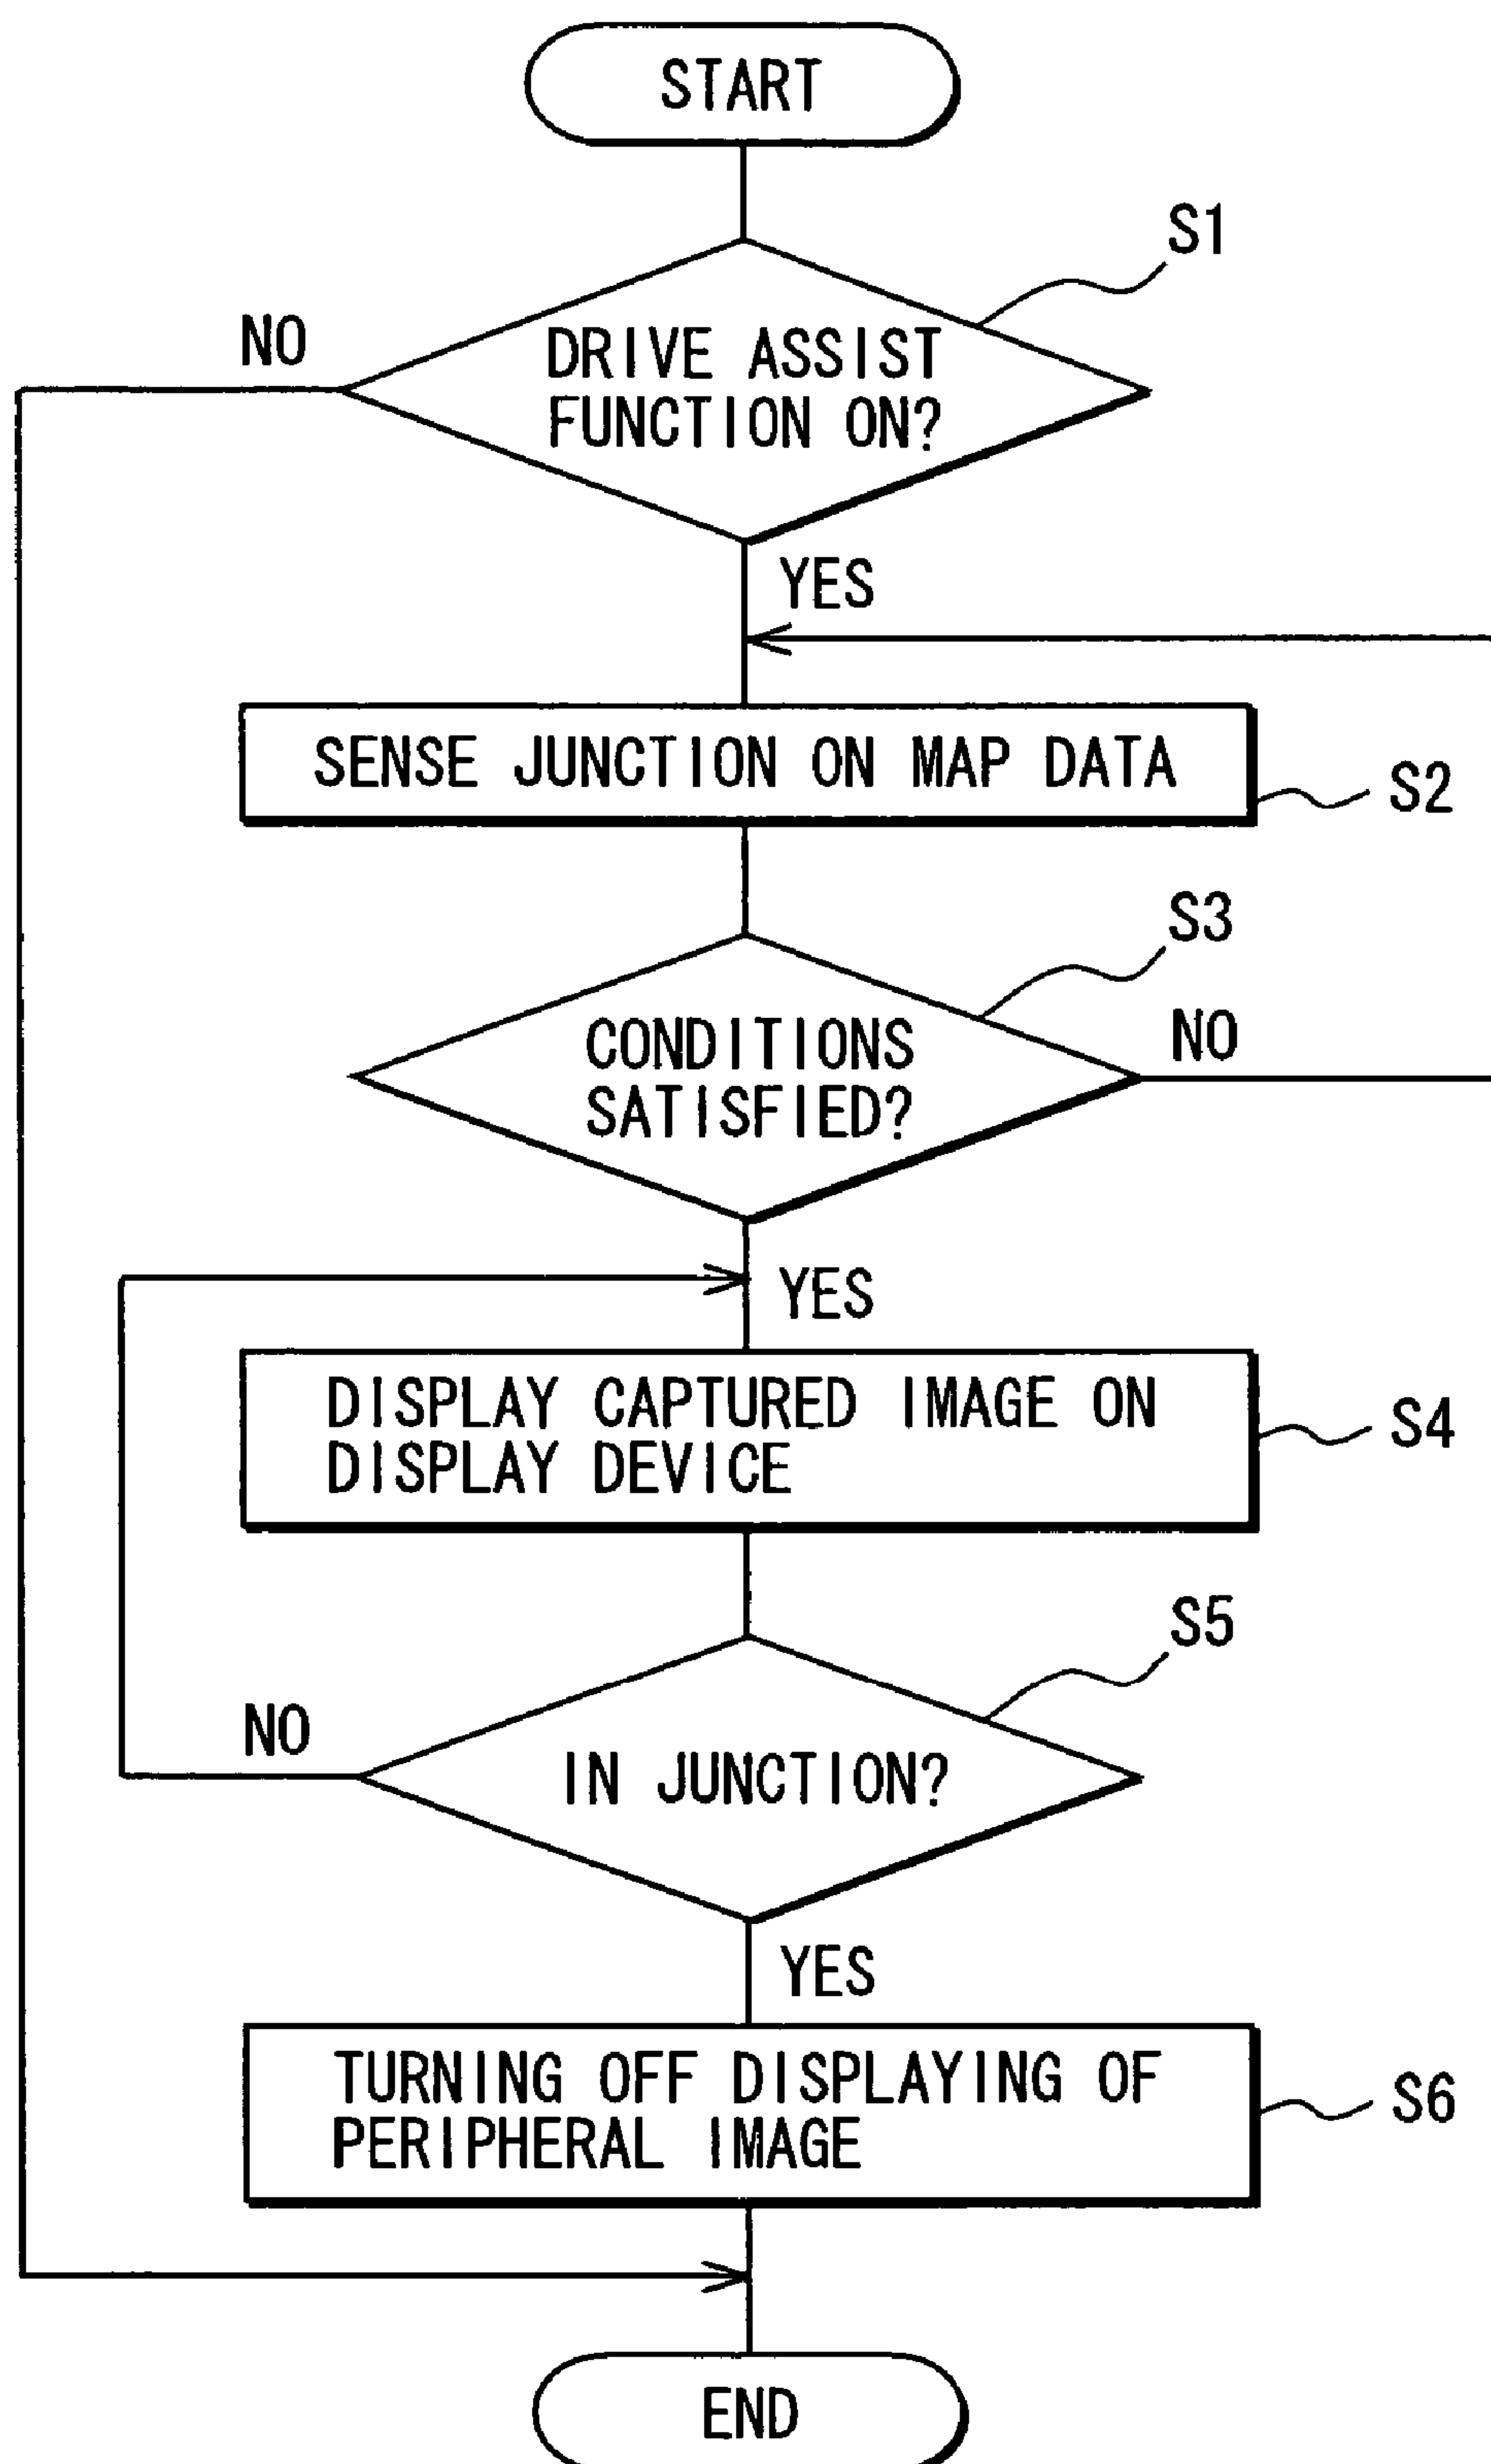 START
S1
NO
DRIVE ASSIST
FUNCTION ON?
YES
SENSE JUNCTION ON MAP DATA
S2
S3
CONDITIONS
SATISFIED?
NO
YES
DISPLAY CAPTURED IMAGE ON
DISPLAY DEVICE
S4
S5
NO
IN JUNCTION?
YES
TURNING OFF DISPLAYING OF
PERIPHERAL IMAGE
S6
END